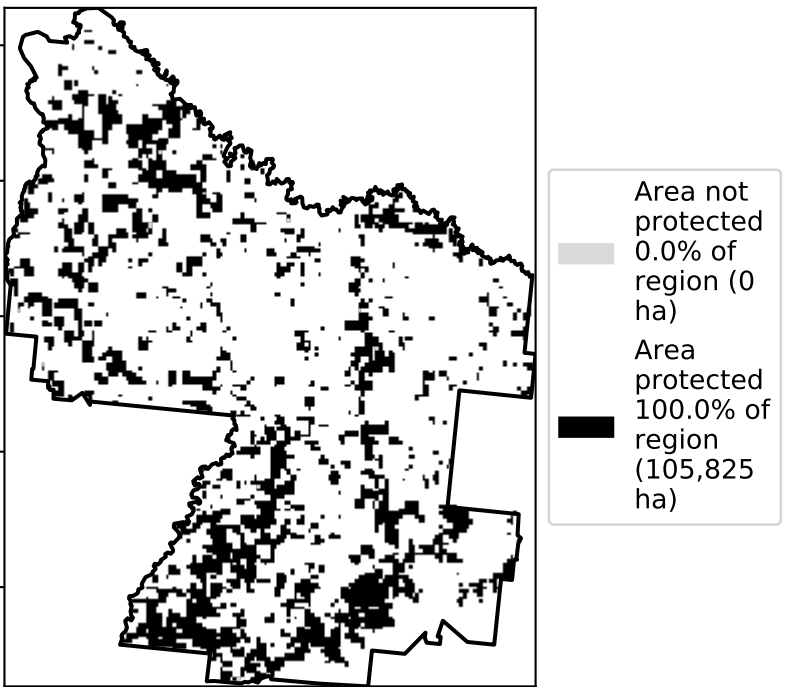 Area not
protected
0.0% of
region (0
ha)
Area
protected
100.0% of
region
(105,825
ha)